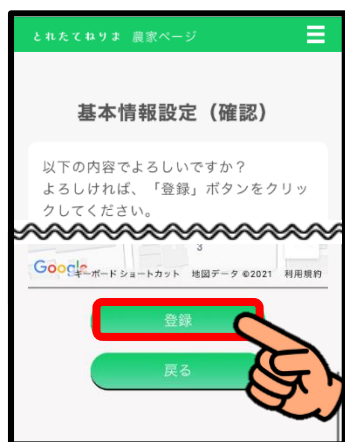 とれたてねりま 農家ページ
基本情報設定（確認）
以下の内容でよろしいですか？
よろしければ、「登録」ボタンをクリッ
クしてください。
3
Google キーボード ショートカット 地図データ ©2021 利用規約
登録
戻る